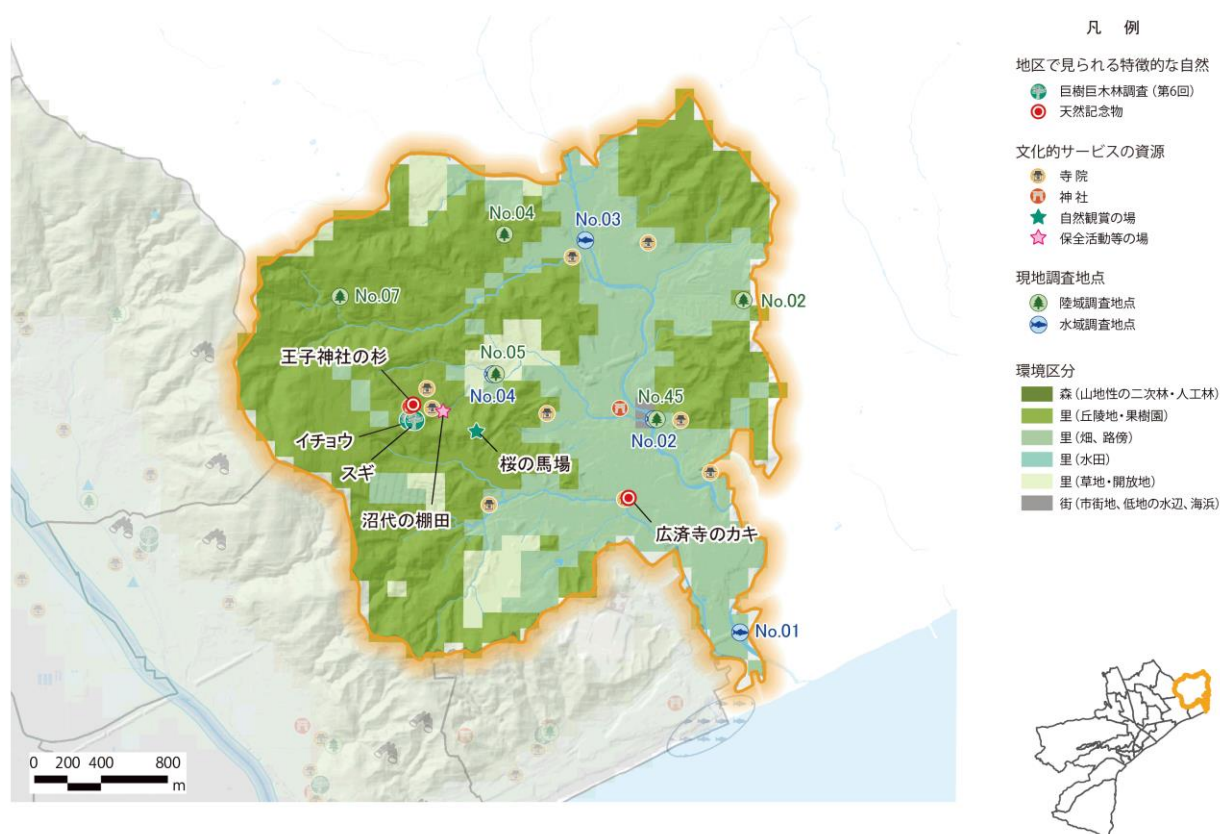 No.04
No.03
No.07
No.02
王子神社の杉
No.05
No.04
No.45
No.02
イチョウ
スギ
桜の馬場
沼代の棚田
広済寺のカキ
No.01
0 200 400 800
m
凡 例
地区で見られる特徴的な自然
巨樹巨木林調査（第6回）
天然記念物
文化的サービスの資源
寺 院
神 社
自然観賞の場
保全活動等の場
現地調査地点
陸域調査地点
水域調査地点
環境区分
森（山地性の二次林・人工林）
里（丘陵地・果樹園）
里（畑、路傍）
里（水田）
里（草地・開放地）
街（市街地、低地の水辺、海浜）